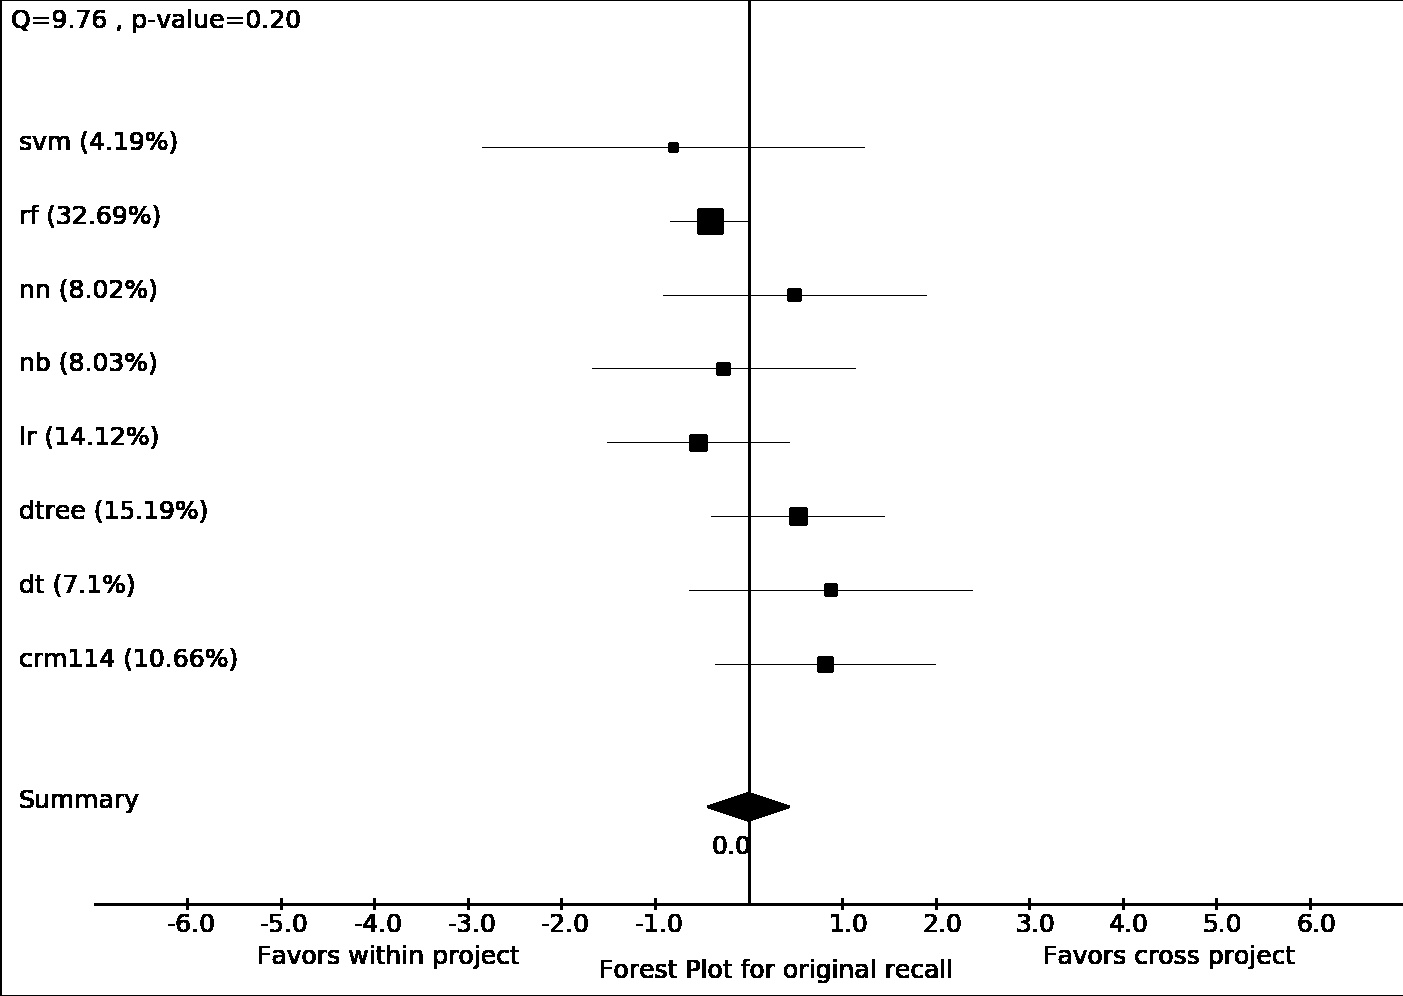 Q=9.76 , p-value=0.20
svm (4.19%)
rf (32.69%)
nn (8.02%)
nb (8.03%)
lr (14.12%)
dtree (15.19%)
dt (7.1%)
crm114 (10.66%)
Summary
0.0
-6.0 -5.0 -4.0 -3.0 -2.0 -1.0 1.0 2.0 3.0 4.0 5.0 6.0
Favors within project Favors cross project
Forest Plot for original recall